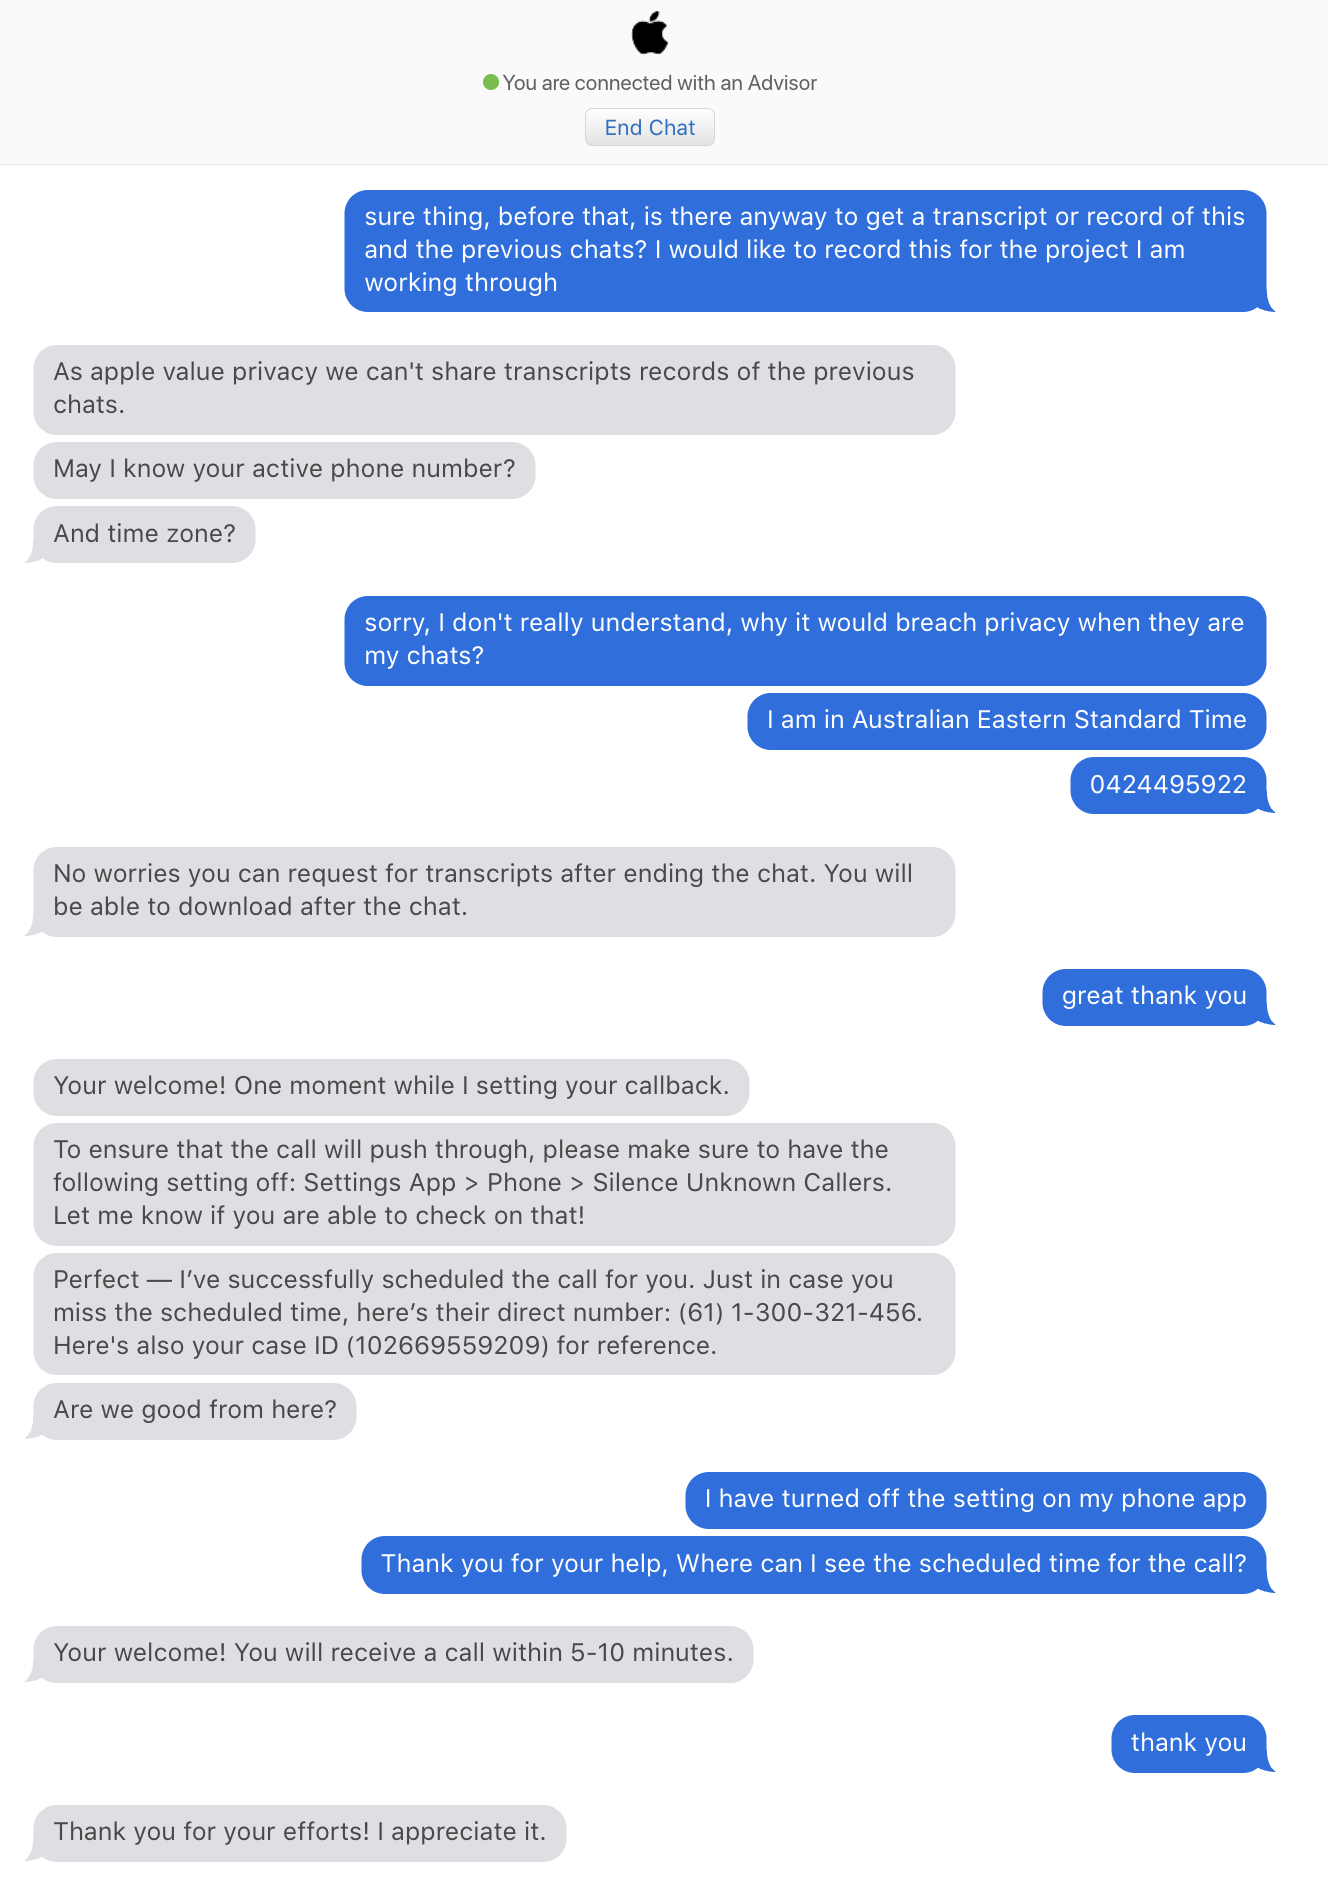 You are connected with an Advisor
End Chat
sure thing, before that, is there anyway to get a transcript or record of this
and the previous chats? I would like to record this for the project I am
working through
As apple value privacy we can't share transcripts records of the previous
chats.
May I know your active phone number?
And time zone?
sorry, I don't really understand, why it would breach privacy when they are
my chats?
I am in Australian Eastern Standard Time
0424495922
No worries you can request for transcripts after ending the chat. You will
be able to download after the chat.
great thank you
Your welcome! One moment while I setting your callback.
To ensure that the call will push through, please make sure to have the
following setting off: Settings App > Phone > Silence Unknown Callers.
Let me know if you are able to check on that!
Perfect — I’ve successfully scheduled the call for you. Just in case you
miss the scheduled time, here’s their direct number: (61) 1-300-321-456.
Here's also your case ID (102669559209) for reference.
Are we good from here?
I have turned off the setting on my phone app
Thank you for your help, Where can I see the scheduled time for the call?
Your welcome! You will receive a call within 5-10 minutes.
thank you
Thank you for your efforts! I appreciate it.